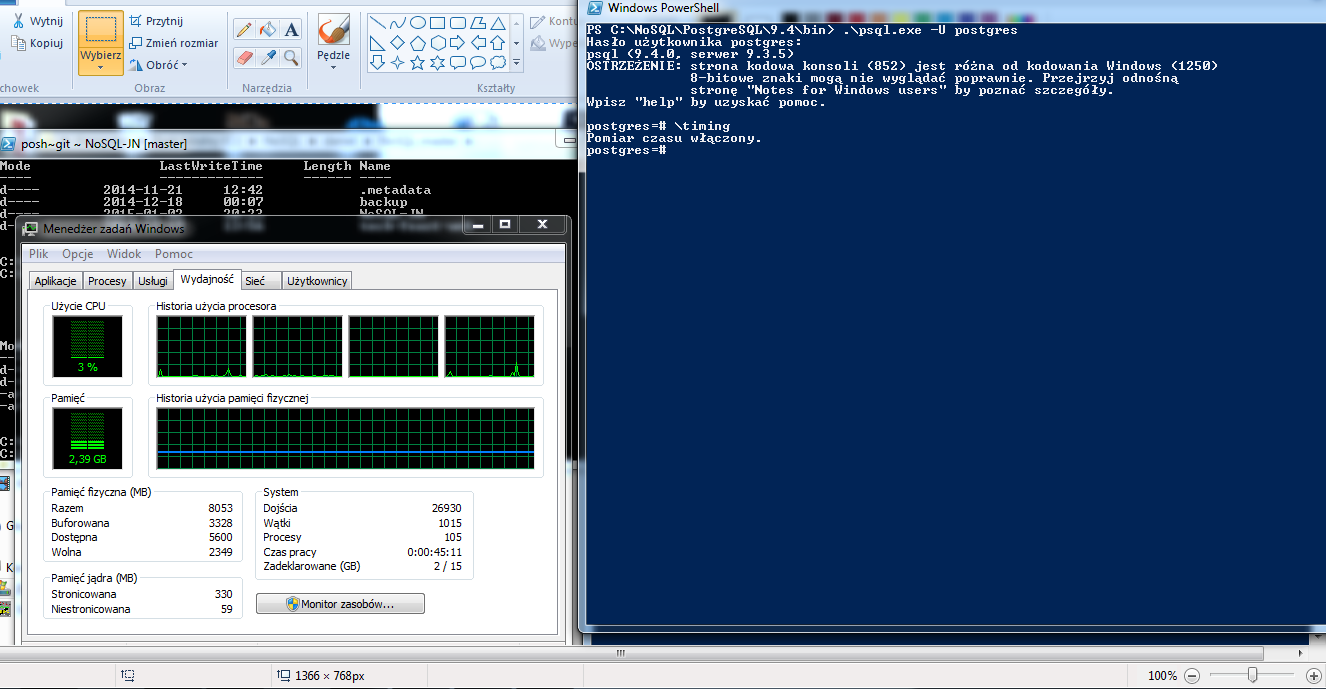 Wytnij
Kopiuj
chowek
Wybierz
Przytnij
Zmień rozmiar
Obróć
Obraz
A
Narzędzia
Pędzle
Kształty
Kontu
Wype
posh~git ~ NoSQL-JN [master]
Mode LastWriteTime Length Name
---- ------------- ------ ----
d---- 2014-11-21 12:42 .metadata
d---- 2014-12-18 00:07 backup
d---- 2015-01-02 20:23 NoSQL-JN
d-
C:
C:
Mo
--
d-
d-
-a
-a
C:
C:
G
K
Menedżer zadań Windows
Plik Opcje Widok Pomoc
Aplikacje Procesy Usługi Wydajność Sieć Użytkownicy
Użycie CPU
3 %
Historia użycia procesora
Pamięć
2,39 GB
Historia użycia pamięci fizycznej
Pamięć fizyczna (MB)
Razem 8053
Buforowana 3328
Dostępna 5600
Wolna 2349
Pamięć jądra (MB)
Stronicowana 330
Niestronicowana 59
System
Dojścia 26930
Wątki 1015
Procesy 105
Czas pracy 0:00:45:11
Zadeklarowane (GB) 2 / 15
Monitor zasobów...
Windows PowerShell
PS C:\NoSQL\PostgreSQL\9.4\bin> .\psql.exe -U postgres
Hasło użytkownika postgres:
psql (9.4.0, serwer 9.3.5)
OSTRZEŻENIE: strona kodowa konsoli (852) jest różna od kodowania Windows (1250)
8-bitowe znaki mogą nie wyglądać poprawnie. Przejrzyj odnośną
stronę "Notes for Windows users" by poznać szczegóły.
Wpisz "help" by uzyskać pomoc.
postgres=# \timing
Pomiar czasu włączony.
postgres=#
1366 × 768px
100%